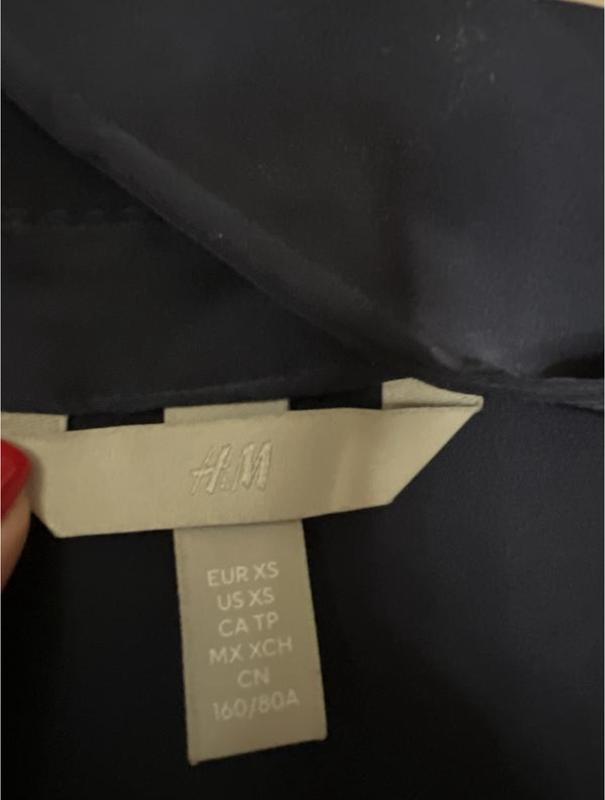 H&M
EUR XS
US XS
CA TP
MX XCH
CN
160/80A